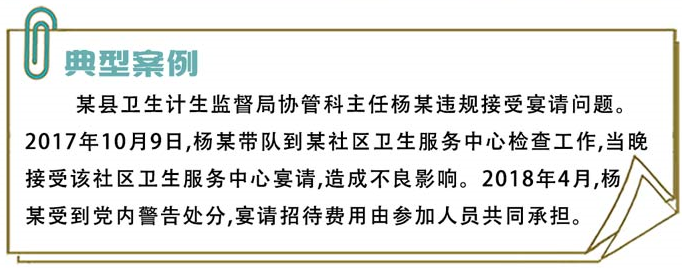 典型案例
某县卫生计生监督局协管科主任杨某违规接受宴请问题。
2017年10月9日,杨某带队到某社区卫生服务中心检查工作,当晚
接受该社区卫生服务中心宴请,造成不良影响。2018年4月,杨
某受到党内警告处分,宴请招待费用由参加人员共同承担。